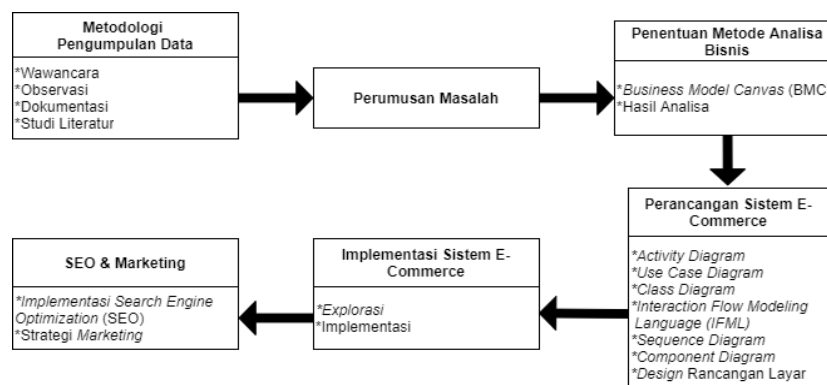 Metodologi
Pengumpulan Data
*Wawancara
*Observasi
*Dokumentasi
*Studi Literatur
Perumusan Masalah
Penentuan Metode Analisa
Bisnis
*Business Model Canvas (BMC
*Hasil Analisa
Perancangan Sistem E-
Commerce
*Activity Diagram
*Use Case Diagram
*Class Diagram
*Interaction Flow Modeling
Language (IFML)
*Sequence Diagram
*Component Diagram
*Design Rancangan Layar
Implementasi Sistem E-
Commerce
*Explorasi
*Implementasi
SEO & Marketing
*Implementasi Search Engine
Optimization (SEO)
*Strategi Marketing